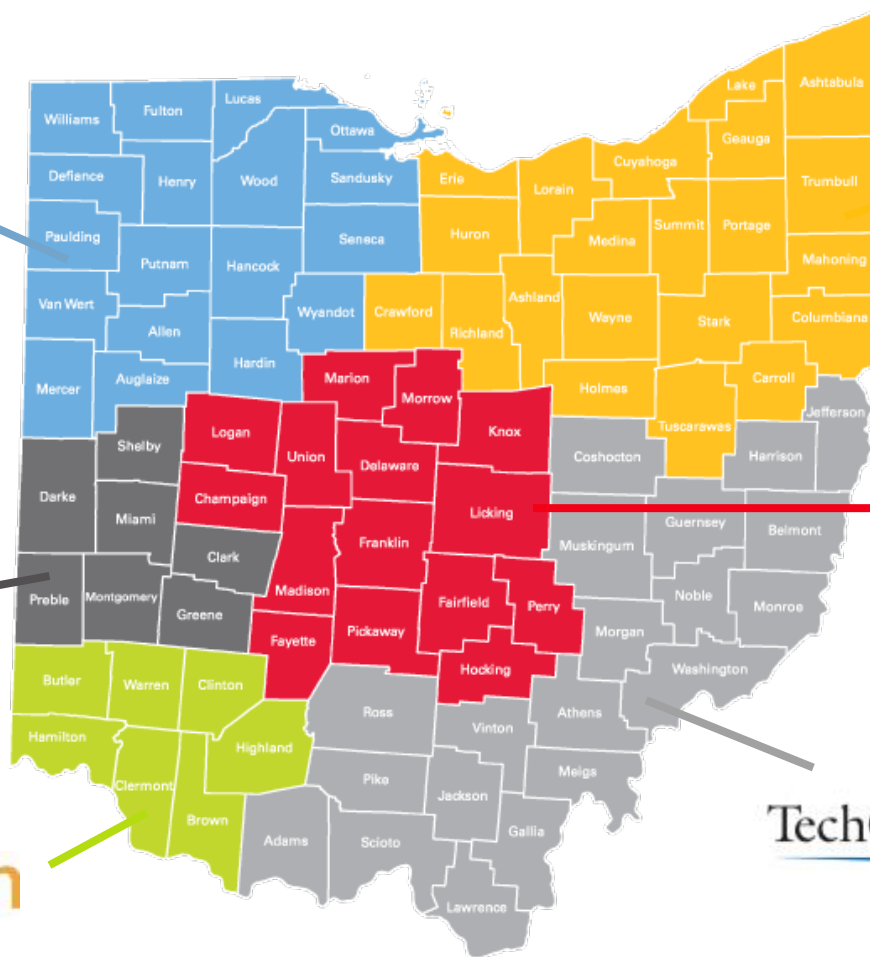 Lake
Ashtabula
Williams
Fulton
Lucas
Ottawa
Geauga
Cuyahoga
Defiance
Henry
Wood
Sandusky
Erie
Lorain
Trumbull
Paulding
Seneca
Huron
Medina
Summit
Portage
Putnam
Hancock
Mahoning
Van Wert
Allen
Wyandot
Crawford
Richland
Ashland
Wayne
Stark
Columbiana
Mercer
Auglaize
Hardin
Marion
Morrow
Holmes
Carroll
Jefferson
Shelby
Logan
Union
Knox
Tuscarawas
Coshocton
Harrison
Delaware
Darke
Champaign
Licking
Miami
Franklin
Guernsey
Belmont
Muskingum
Clark
Madison
Preble
Montgomery
Greene
Fairfield
Perry
Noble
Monroe
Fayette
Pickaway
Morgan
Hocking
Washington
Butler
Warren
Clinton
Ross
Vinton
Athens
Hamilton
Highland
Clermont
Pike
Jackson
Meigs
Brown
Adams
Scioto
Gallia
Tech
n
Lawrence